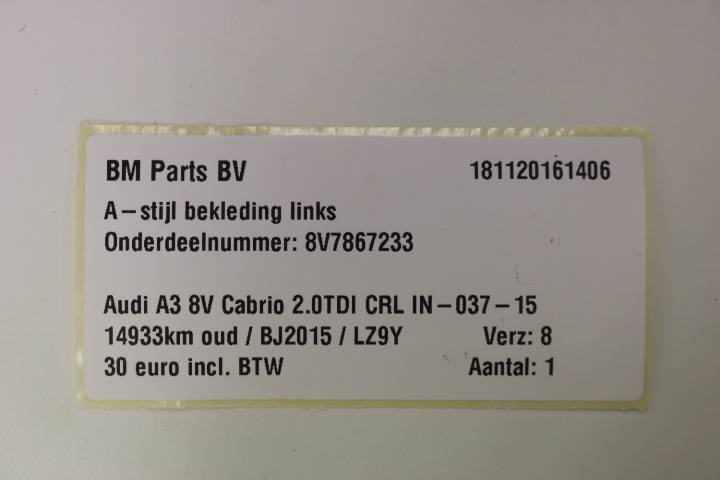 BM Parts BV 181120161406
A-stijl bekleding links
Onderdeelnummer: 8V7867233
Audi A3 8V Cabrio 2.0TDI CRL IN-037-15
14933km oud / BJ2015 / LZ9Y Verz: 8
30 euro incl. BTW Aantal: 1